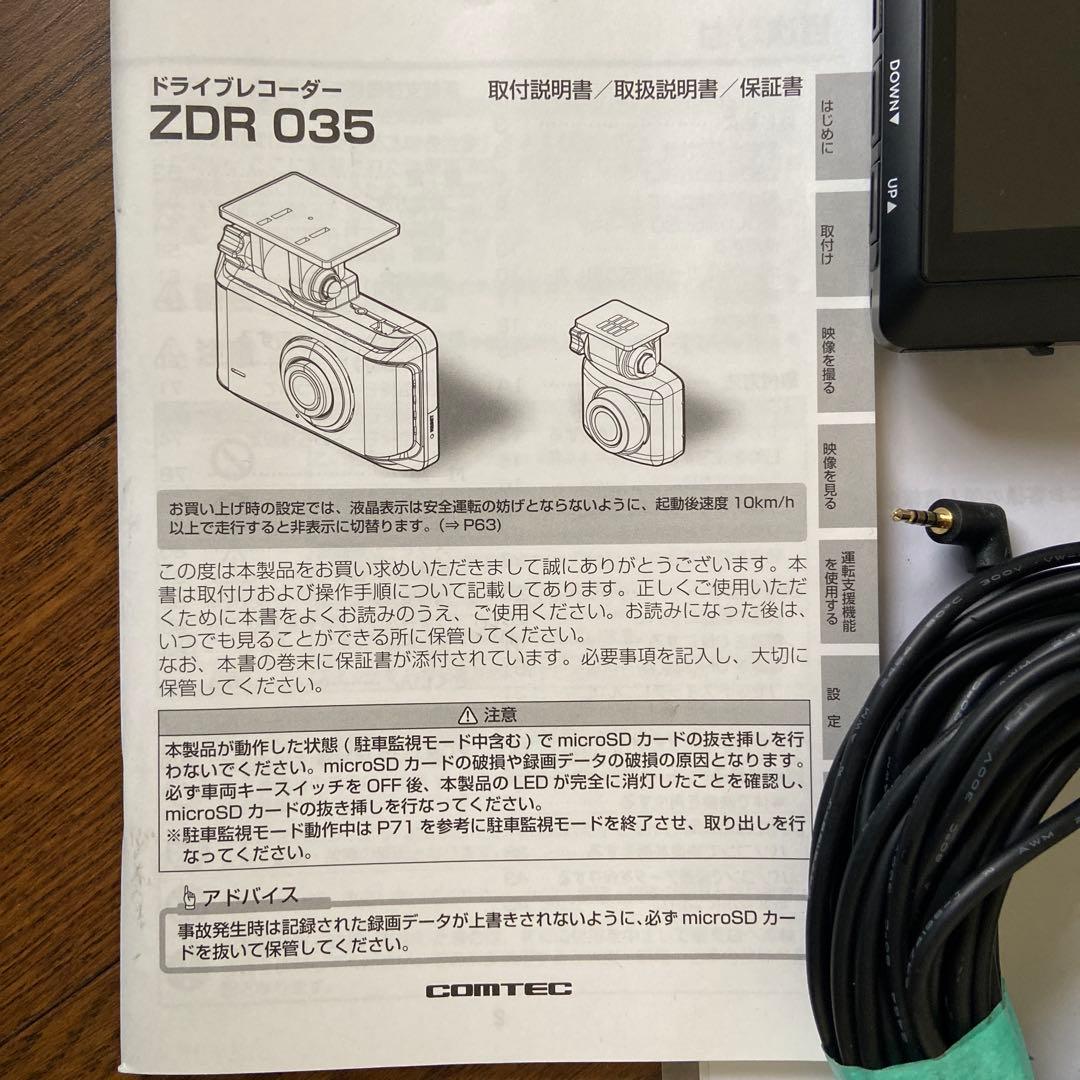 ドライブレコーダー
ZDR 035
取付説明書／取扱説明書／保証書
はじめに
取付け
映像を撮る
映像を見る
運転支援機能
を使用する
設定
DOWN▼
UP▲
お買い上げ時の設定では、液晶表示は安全運転の妨げとならないように、起動後速度 10km/h
以上で走行すると非表示に切替ります。(⇒ P63)
この度は本製品をお買い求めいただきまして誠にありがとうございます。本
書は取付けおよび操作手順について記載してあります。正しくご使用いただ
くために本書をよくお読みのうえ、ご使用ください。お読みになった後は、
いつでも見ることができる所に保管してください。
なお、本書の巻末に保証書が添付されています。必要事項を記入し、大切に
保管してください。
⚠ 注意
本製品が動作した状態 ( 駐車監視モード中含む ) で microSD カードの抜き挿しを行
わないでください。microSD カードの破損や録画データの破損の原因となります。
必ず車両キースイッチを OFF 後、本製品の LED が完全に消灯したことを確認し、
microSD カードの抜き挿しを行なってください。
※駐車監視モード動作中は P71 を参考に駐車監視モードを終了させ、取り出しを行
なってください。
アドバイス
事故発生時は記録された録画データが上書きされないように、必ず microSD カー
ドを抜いて保管してください。
COMTEC
300V
300V
AWM
AWM